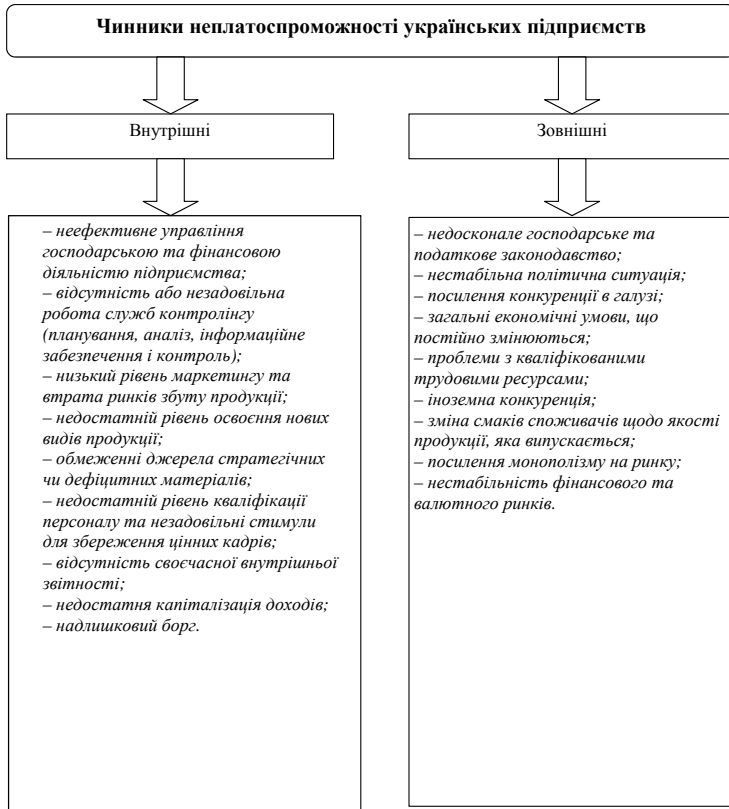 Чинники неплатоспроможності українських підприємств
Внутрішні
– неефективне управління
господарською та фінансовою
діяльністю підприємства;
– відсутність або незадовільна
робота служб контролінгу
(планування, аналіз, інформаційне
забезпечення і контроль);
– низький рівень маркетингу та
втрата ринків збуту продукції;
– недостатній рівень освоєння нових
видів продукції;
– обмеженні джерела стратегічних
чи дефіцитних матеріалів;
– недостатній рівень кваліфікації
персоналу та незадовільні стимули
для збереження цінних кадрів;
– відсутність своєчасної внутрішньої
звітності;
– недостатня капіталізація доходів;
– надлишковий борг.
Зовнішні
– недосконале господарське та
податкове законодавство;
– нестабільна політична ситуація;
– посилення конкуренції в галузі;
– загальні економічні умови, що
постійно змінюються;
– проблеми з кваліфікованими
трудовими ресурсами;
– іноземна конкуренція;
– зміна смаків споживачів щодо якості
продукції, яка випускається;
– посилення монополізму на ринку;
– нестабільність фінансового та
валютного ринків.